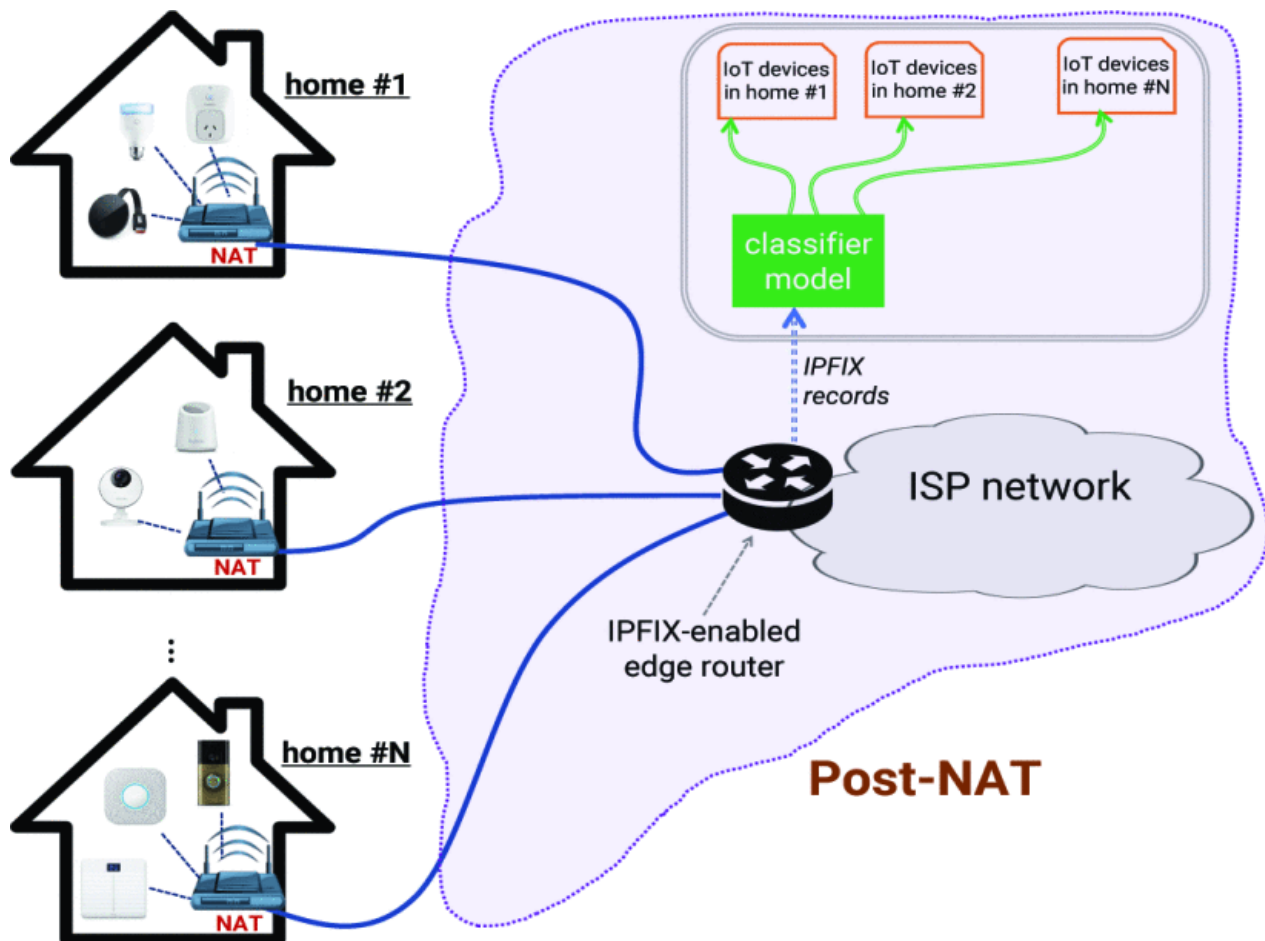 home #1
NAT
home #2
NAT
⋮
home #N
NAT
IoT devices
in home #1
IoT devices
in home #2
IoT devices
in home #N
classifier
model
IPFIX
records
ISP network
IPFIX-enabled
edge router
Post-NAT